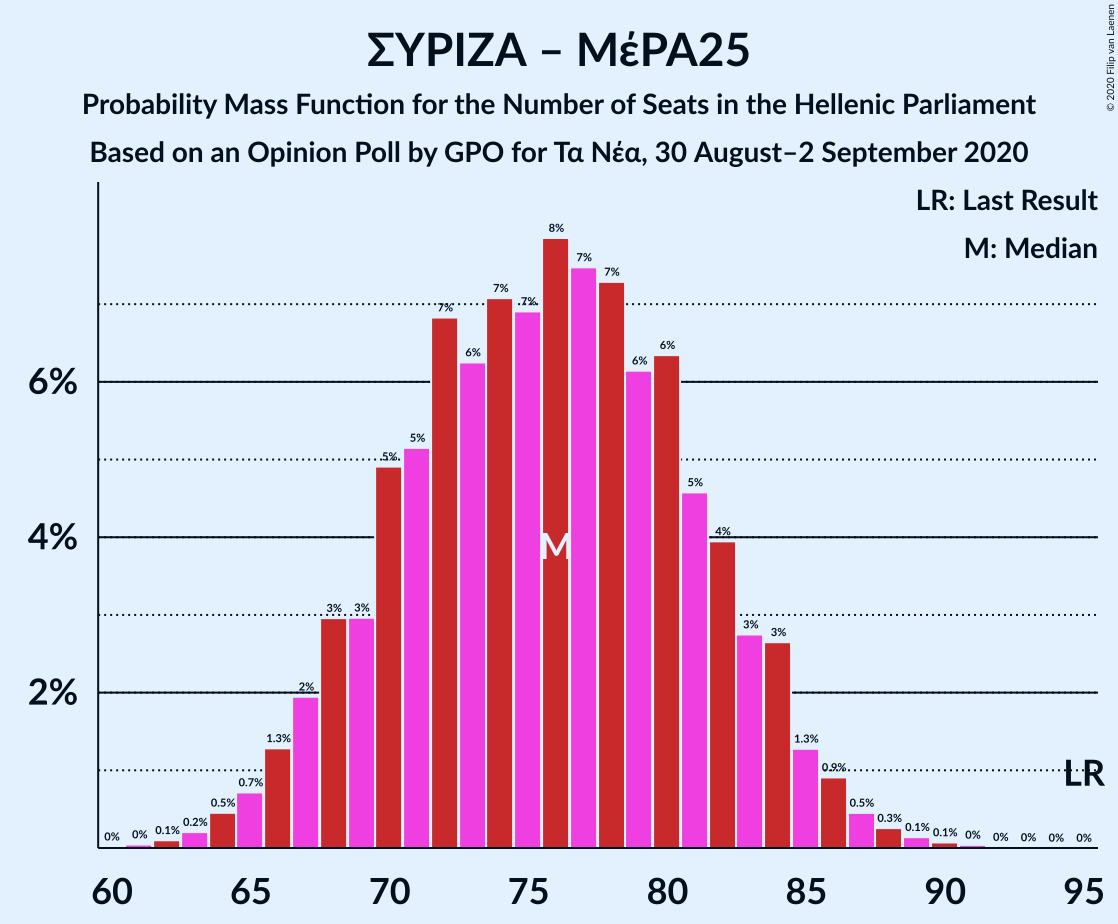 ΣΥΡΙΖΑ – ΜέΡΑ25
Probability Mass Function for the Number of Seats in the Hellenic Parliament
Based on an Opinion Poll by GPO for Τα Νέα, 30 August–2 September 2020
© 2020 Filip van Laenen
LR: Last Result
M: Median
8%
7%
7%
7%
7%
7%
6%
6%
6%
6%
5%
5%
5%
4%
4%
M
3%
3%
3%
3%
2%
2%
1.3%
1.3%
0.9%
LR
0.7%
0.5%
0.5%
0.3%
0% 0% 0.1% 0.2% 0.1% 0.1% 0% 0% 0% 0% 0%
60 65 70 75 80 85 90 95